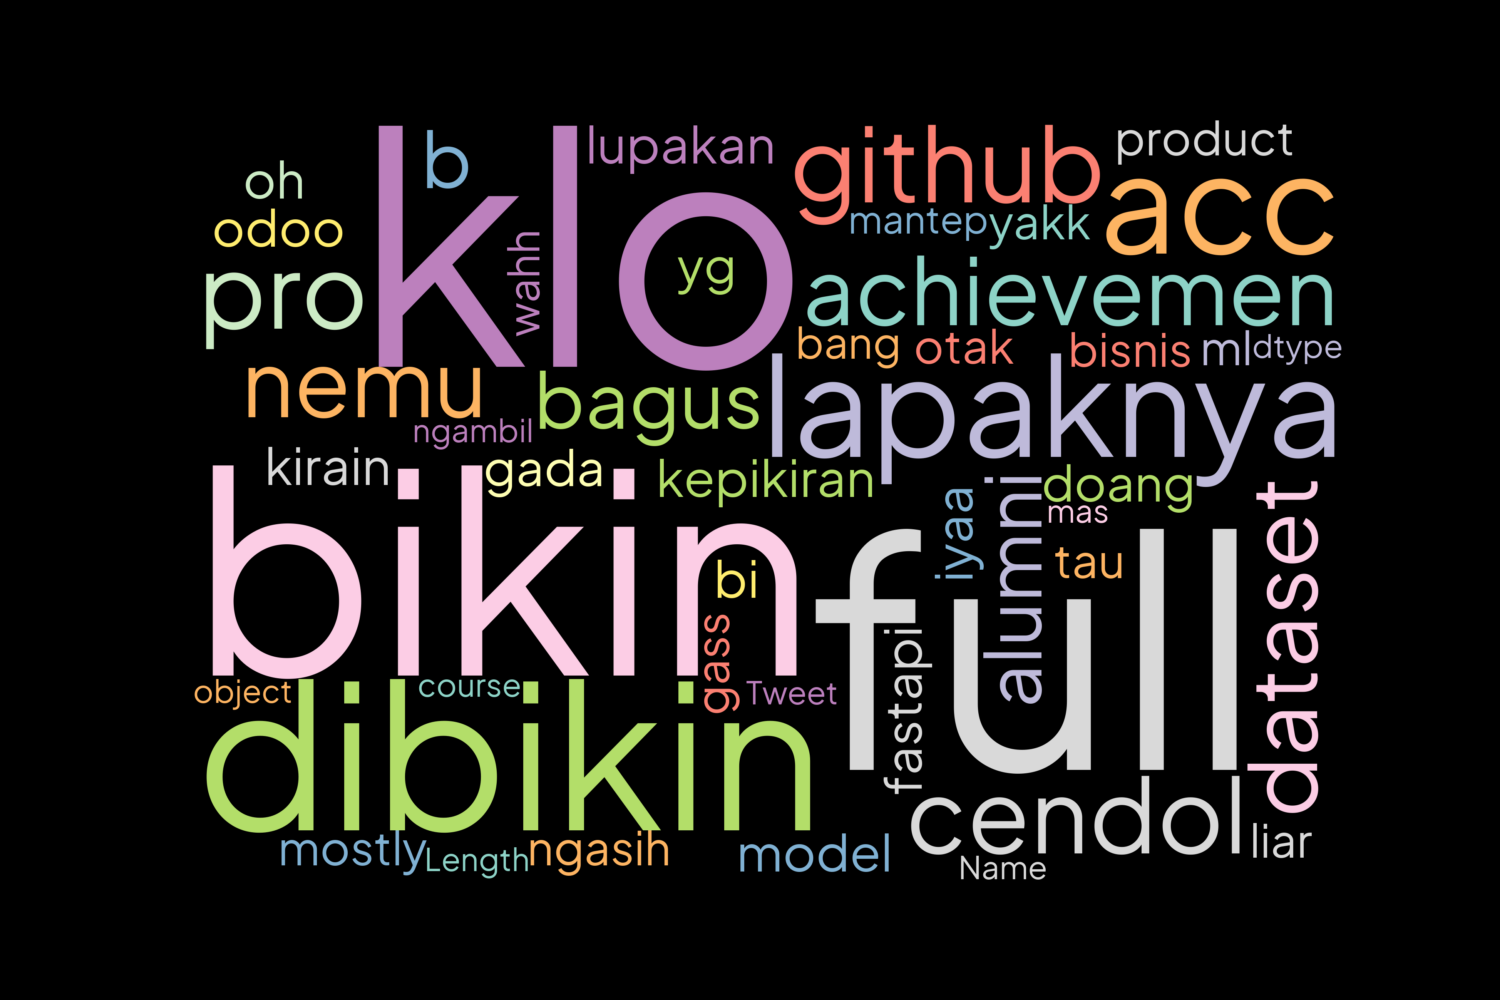 klo
b
lupakan
github
product
oh
acc
odoo
wahh
yg
mantep
yakk
pro
achievemen
bang
otak
bisnis
ml
dtype
nemu
bagus
lapaknya
ngambil
kirain
gada
kepikiran
doang
bikin
iyaa
alumni
mas
dataset
full
tau
bi
gass
fastapi
object
course
Tweet
dibikin
cendol
mostly
Length
ngasih
model
liar
Name